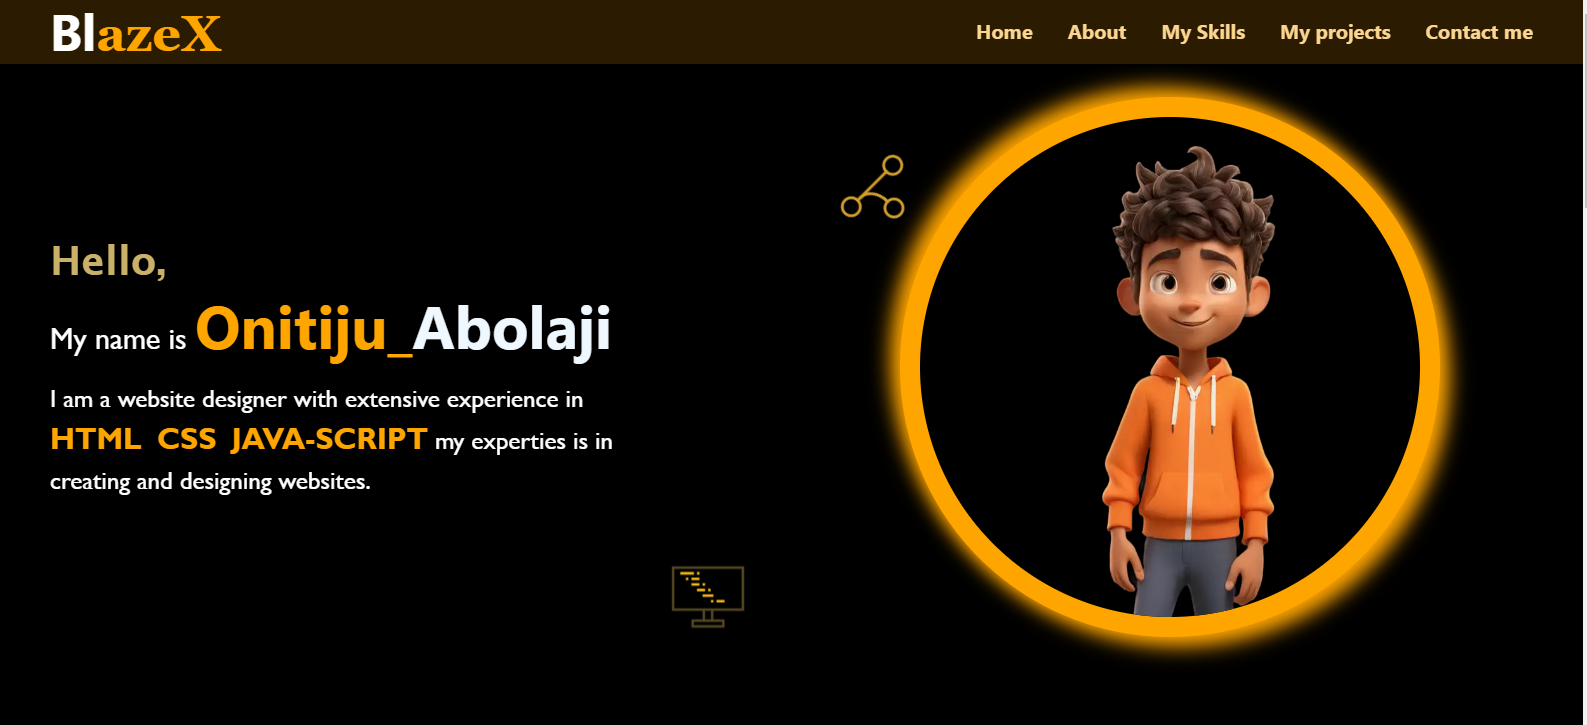 BlazeX
Home About My Skills My projects Contact me
Hello,
My name is Onitiju_Abolaji
I am a website designer with extensive experience in
HTML CSS JAVA-SCRIPT my experties is in
creating and designing websites.